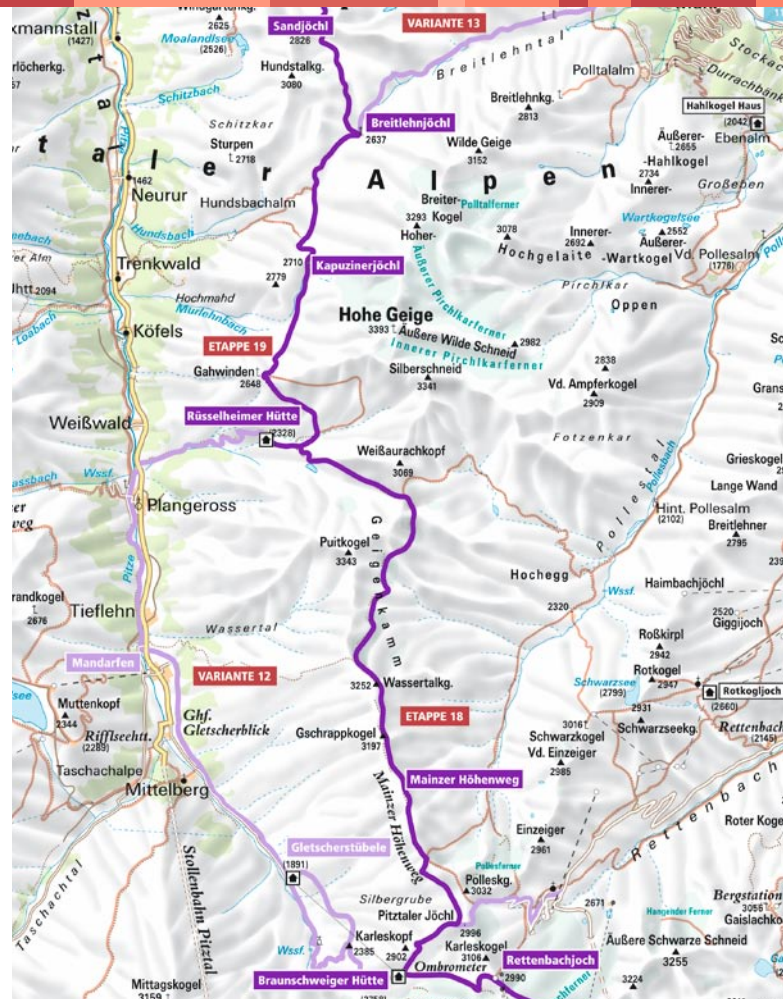 Sandjöchl
2826
VARIANTE 13
2625
Moalandlsee
(2526)
(1427)
Hundstalkg.
3080
Breitlehntal
Polltalalm
Schitzbach
Breitlehnkg.
2813
Hahlkogel Haus
(2042)
Ebenalm
Schitzkar
Sturpen
2718
Breitlehnjöchl
2637
Wilde Geige
3152
Äußerer-
2655
-Hahlkogel
2734
Innerer-
Großeben
t a l e r
A l p e n
1462
Neurur
Hundsbachalm
Breiter-
Kogel
3293
Hoher-
Polltalferner
Wartkogelsee
2552
Hundsbach
3078
Innerer-
2692
Äußerer-
-Wartkogel
Hochgelaite
Vd. Pollesalm
(1776)
Trenkwald
2710
Kapuzinerjöchl
2779
Äußerer Pirchlkarferner
Pirchlkar
Oppen
2094
Hochmahd
Murlehnbach
Loabach
Köfels
Hohe Geige
3393
Äußere Wilde Schneid
2982
Innerer Pirchlkarferner
ETAPPE 19
Gahwinden
2648
Silberschneid
3341
2838
Vd. Ampferkogel
2909
Weißwald
Rüsselheimer Hütte
(2328)
Fotzenkar
Weißaurachkopf
3069
Pollesbach
Pollestal
Grieskogel
Lange Wand
Wssf.
Plangeross
Hint. Pollesalm
(2102)
Breitlehner
2795
Puitkogel
3343
Geigenkamm
Pitze
Hochegg
2320
Wssf.
Haimbachjöchl
2676
Tieflehn
2520
Giggijoch
Wassertal
Roßkirpl
2942
Mandarfen
VARIANTE 12
3252
Wassertalkg.
Rotkogel
2947
Schwarzsee
(2799)
Rotkogljoch
(2660)
Muttenkopf
2344
Ghf.
Gletscherblick
ETAPPE 18
2931
Schwarzseekg.
Rifflseehtt.
(2289)
Gschrappkogel
3197
3016
Schwarzkogel
Vd. Einzeiger
2985
(2145)
Taschachalpe
Mittelberg
Mainzer Höhenweg
Mainzer Höhenweg
Stollenbahn Pitztal
Einzeiger
2961
Gletscherstübele
(1891)
Pollesferner
Polleskg.
3032
Taschachtal
Silbergrube
Pitztaler Jöchl
2996
2671
Bergstation
3056
Hangender Ferner
Karleskopf
2385
2902
Karleskogel
3106
Rettenbachjoch
2990
Äußere Schwarze Schneid
3255
Wssf.
Braunschweiger Hütte
Ombrometer
Mittagskogel
3159
3224